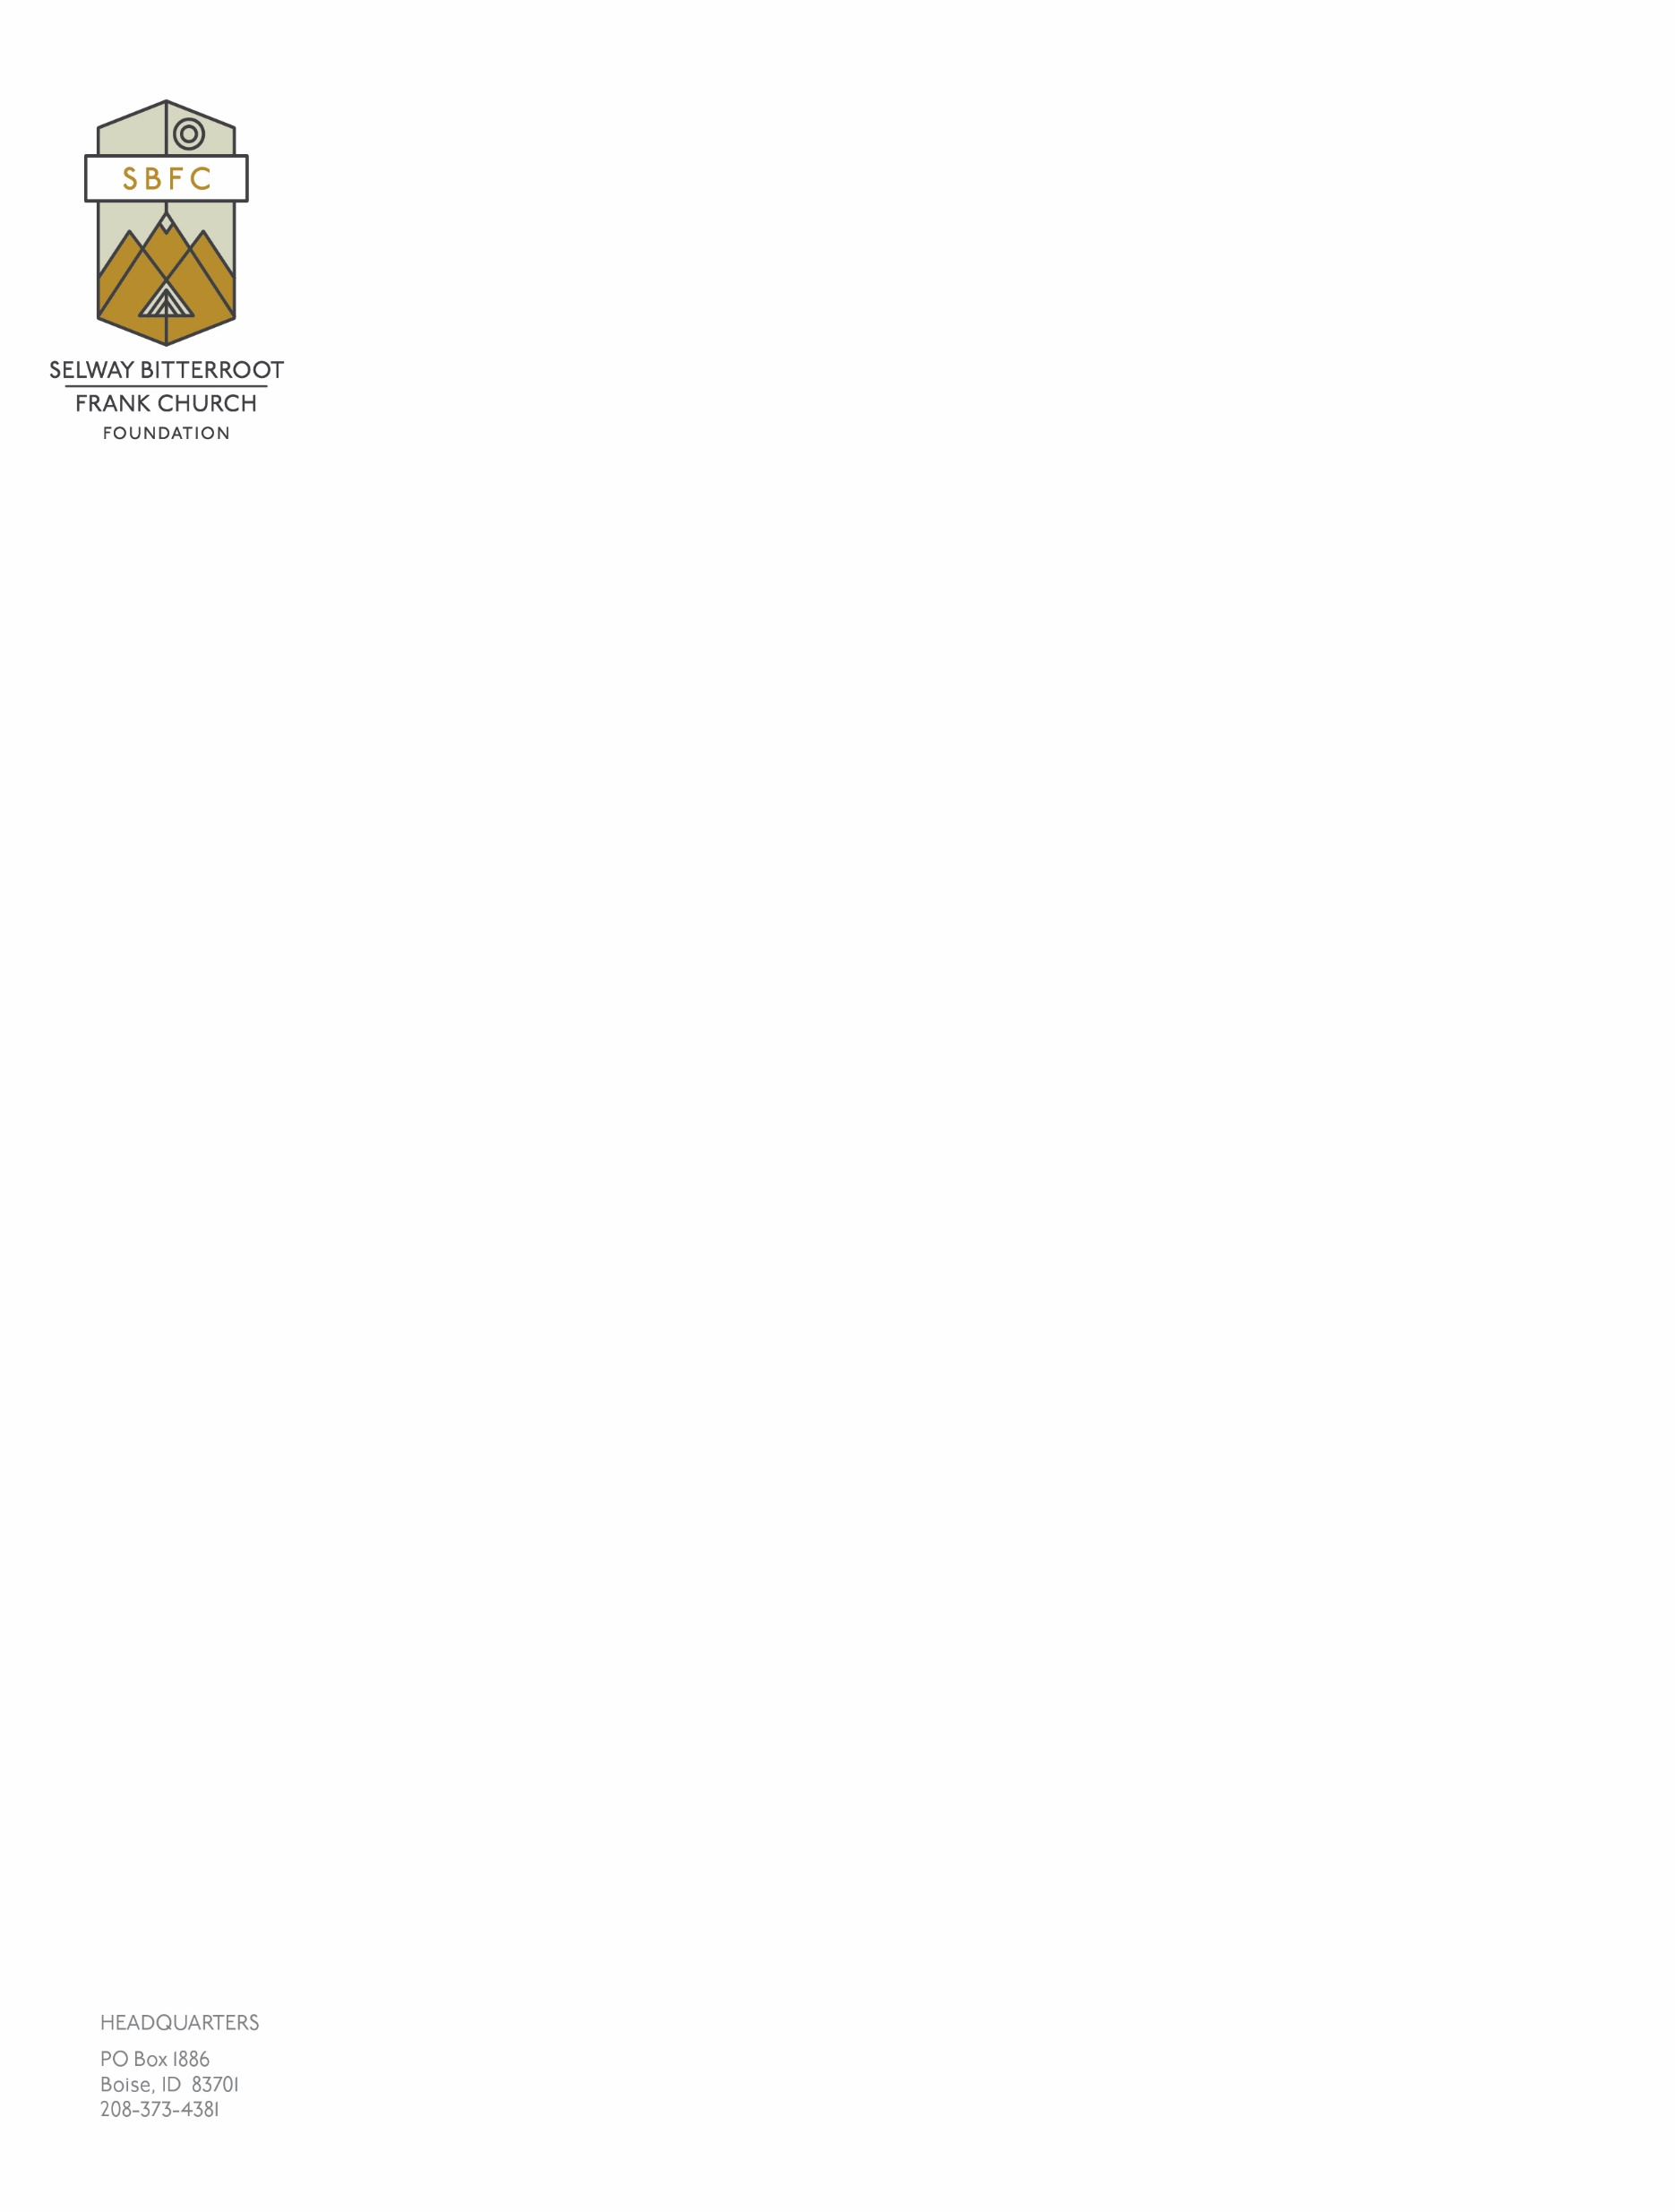 SBFC
SELWAY BITTERROOT
FRANK CHURCH
FOUNDATION
HEADQUARTERS
PO Box 1886
Boise, ID 83701
208-373-4381